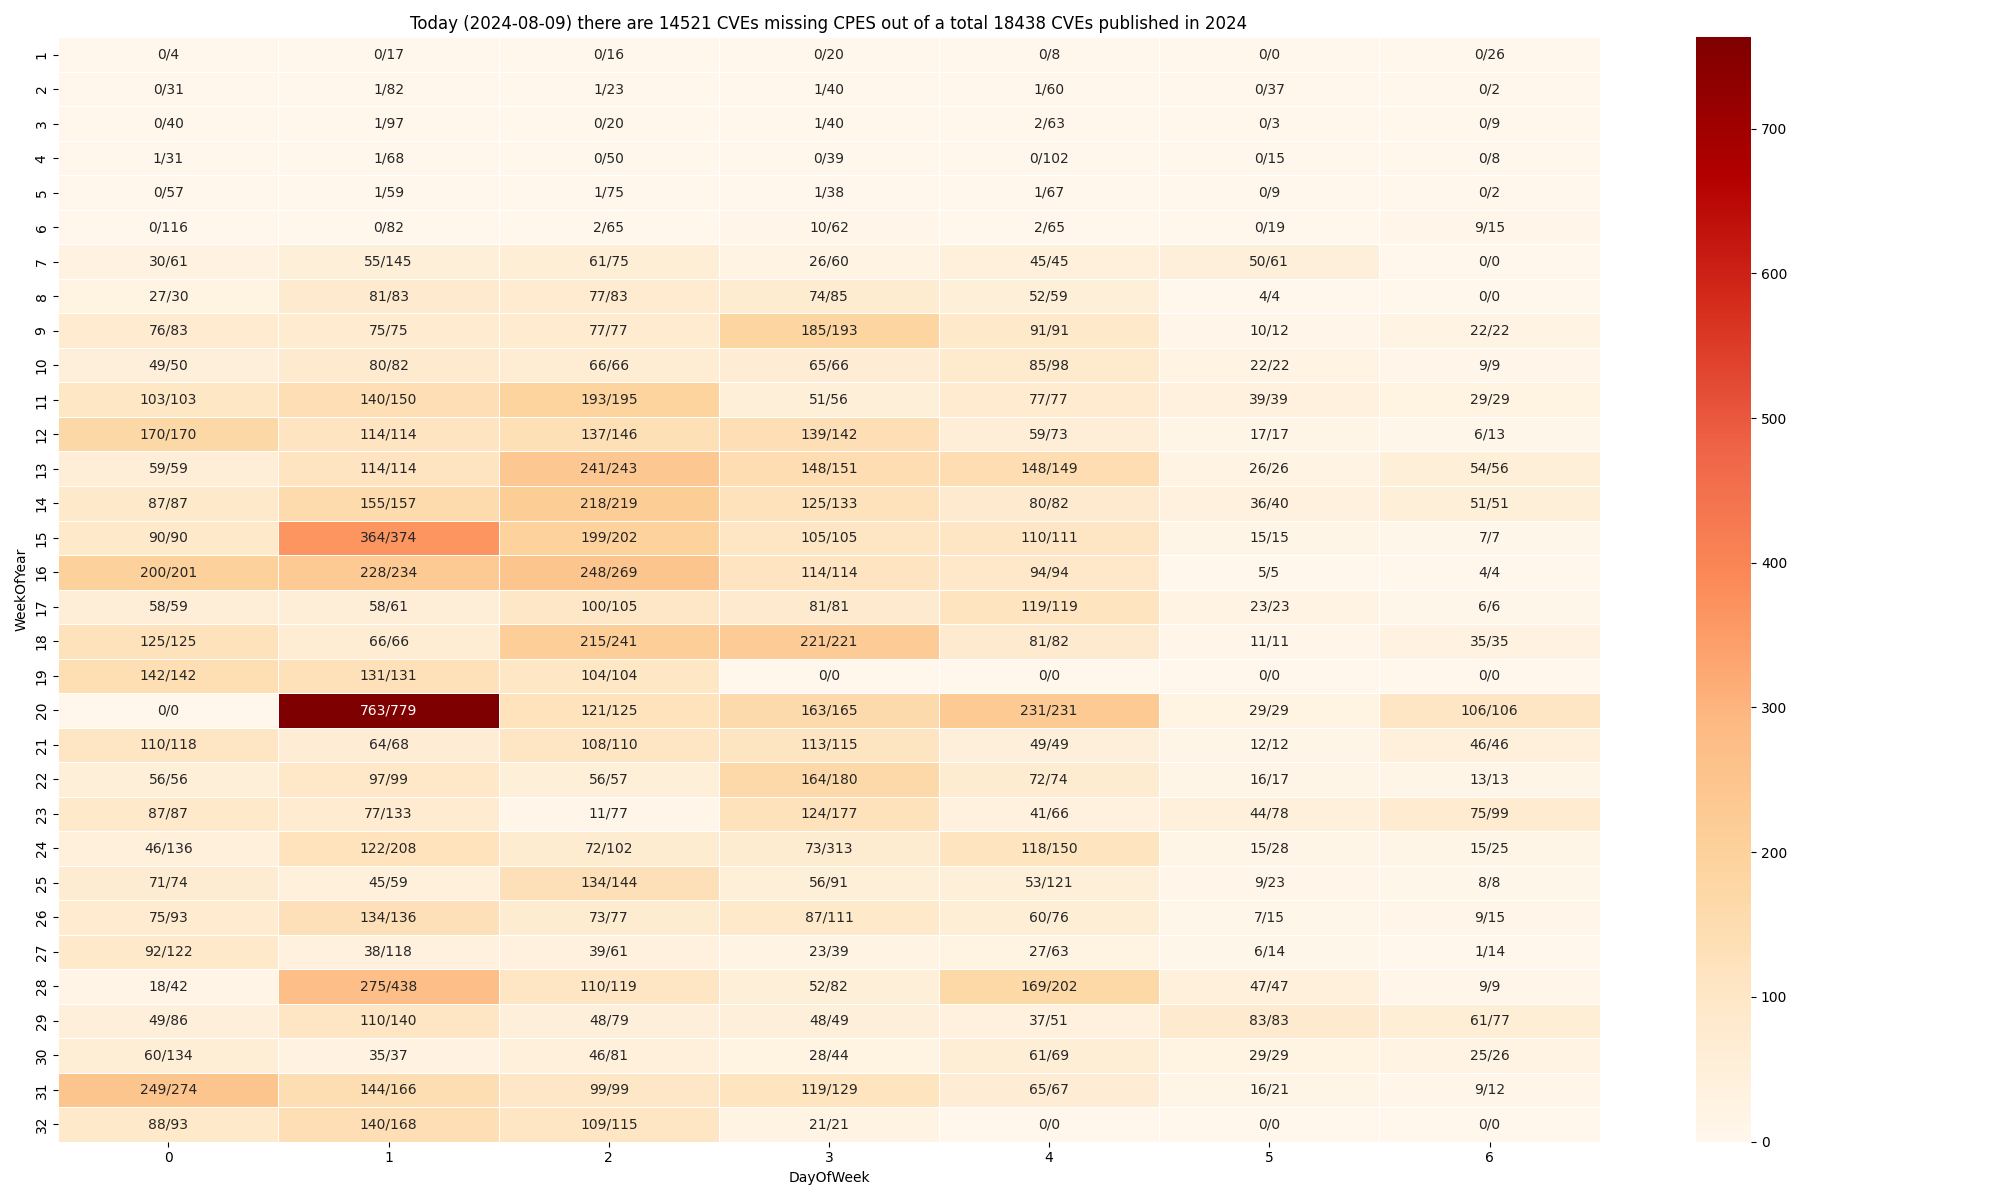 Today (2024-08-09) there are 14521 CVEs missing CPES out of a total 18438 CVEs published in 2024
1 0/4 0/17 0/16 0/20 0/8 0/0 0/26
2 0/31 1/82 1/23 1/40 1/60 0/37 0/2
3 0/40 1/97 0/20 1/40 2/63 0/3 0/9
4 1/31 1/68 0/50 0/39 0/102 0/15 0/8
5 0/57 1/59 1/75 1/38 1/67 0/9 0/2
6 0/116 0/82 2/65 10/62 2/65 0/19 9/15
7 30/61 55/145 61/75 26/60 45/45 50/61 0/0
8 27/30 81/83 77/83 74/85 52/59 4/4 0/0
9 76/83 75/75 77/77 185/193 91/91 10/12 22/22
10 49/50 80/82 66/66 65/66 85/98 22/22 9/9
11 103/103 140/150 193/195 51/56 77/77 39/39 29/29
12 170/170 114/114 137/146 139/142 59/73 17/17 6/13
13 59/59 114/114 241/243 148/151 148/149 26/26 54/56
14 87/87 155/157 218/219 125/133 80/82 36/40 51/51
15 90/90 364/374 199/202 105/105 110/111 15/15 7/7
16 200/201 228/234 248/269 114/114 94/94 5/5 4/4
17 58/59 58/61 100/105 81/81 119/119 23/23 6/6
18 125/125 66/66 215/241 221/221 81/82 11/11 35/35
19 142/142 131/131 104/104 0/0 0/0 0/0 0/0
20 0/0 763/779 121/125 163/165 231/231 29/29 106/106
21 110/118 64/68 108/110 113/115 49/49 12/12 46/46
22 56/56 97/99 56/57 164/180 72/74 16/17 13/13
23 87/87 77/133 11/77 124/177 41/66 44/78 75/99
24 46/136 122/208 72/102 73/313 118/150 15/28 15/25
25 71/74 45/59 134/144 56/91 53/121 9/23 8/8
26 75/93 134/136 73/77 87/111 60/76 7/15 9/15
27 92/122 38/118 39/61 23/39 27/63 6/14 1/14
28 18/42 275/438 110/119 52/82 169/202 47/47 9/9
29 49/86 110/140 48/79 48/49 37/51 83/83 61/77
30 60/134 35/37 46/81 28/44 61/69 29/29 25/26
31 249/274 144/166 99/99 119/129 65/67 16/21 9/12
32 88/93 140/168 109/115 21/21 0/0 0/0 0/0
0 1 2 3 4 5 6
DayOfWeek
WeekOfYear
700
600
500
400
300
200
100
0